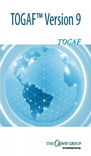 TOGAF™ Version 9
TOGAF
THE Open GROUP